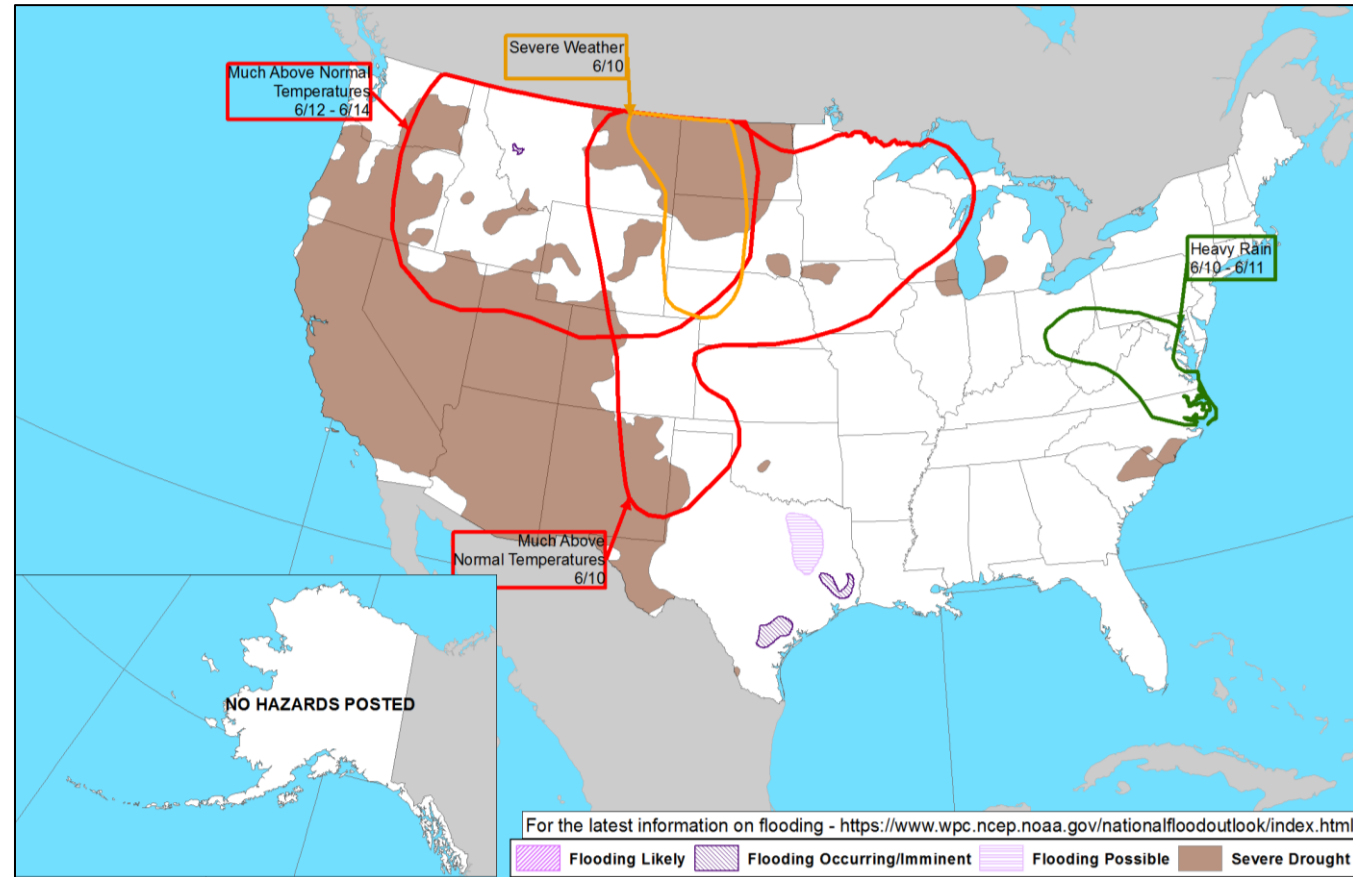 Severe Weather
6/10
Much Above Normal
Temperatures
6/12 - 6/14
Heavy Rain
6/10 - 6/11
Much Above
Normal Temperatures
6/10
NO HAZARDS POSTED
For the latest information on flooding - https://www.wpc.ncep.noaa.gov/nationalfloodoutlook/index.html
Flooding Likely
Flooding Occurring/Imminent
Flooding Possible
Severe Drought